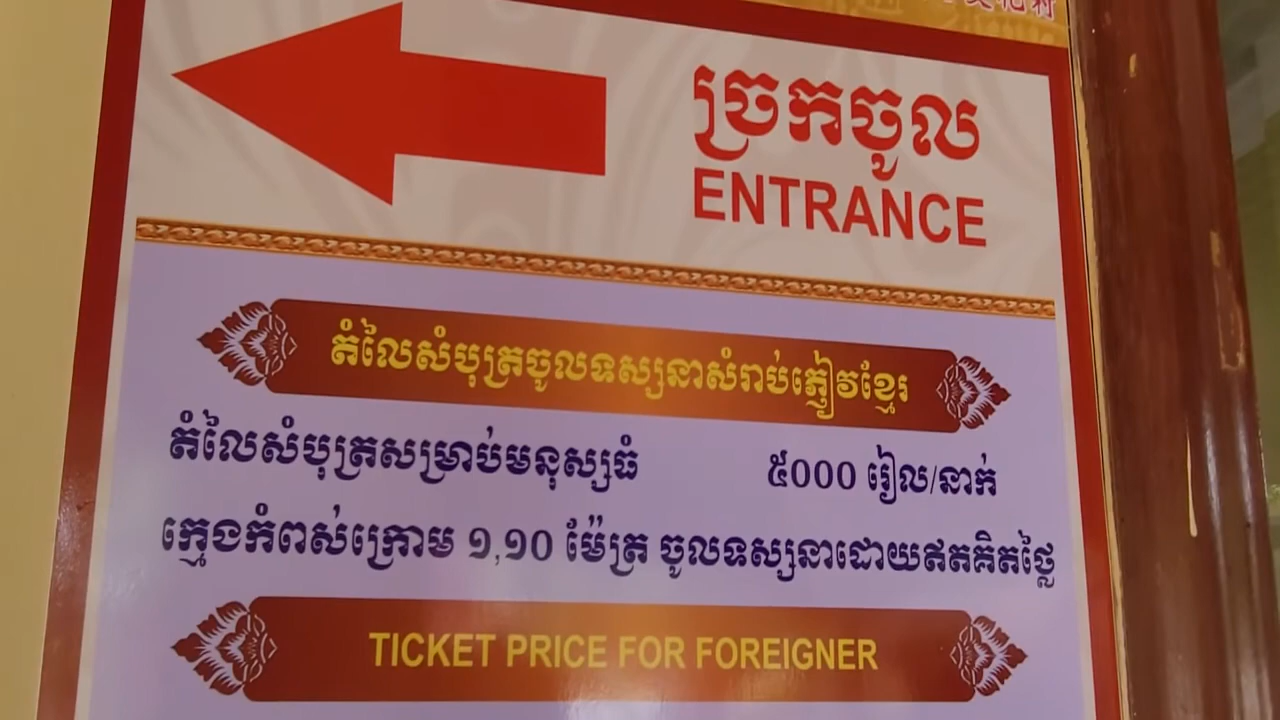 ច្រកចូល
ENTRANCE
តំលៃសំបុត្រចូលទស្សនាសំរាប់ភ្ញៀវខ្មែរ
តំលៃសំបុត្រសម្រាប់មនុស្សធំ ៥០០០ រៀល/នាក់
ក្មេងកំពស់ក្រោម ១,១០ ម៉ែត្រ ចូលទស្សនាដោយឥតគិតថ្លៃ
TICKET PRICE FOR FOREIGNER